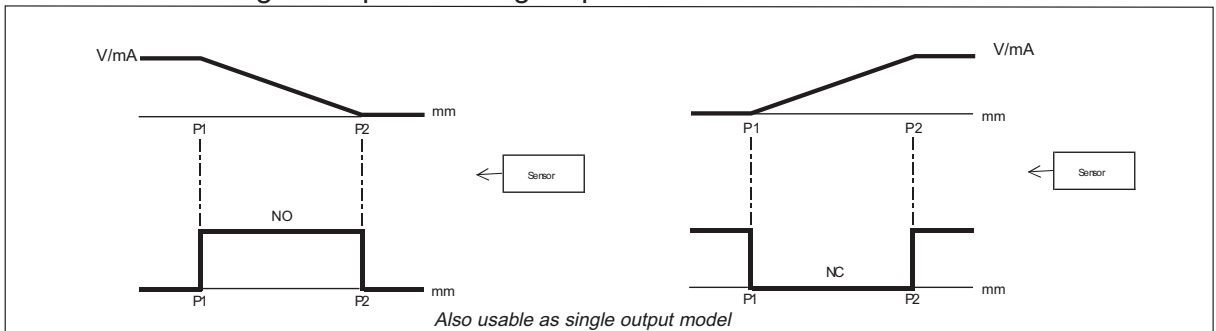 V/mA
mm
P1
P2
Sensor
NO
P1
P2
mm
V/mA
mm
P1
P2
Sensor
NC
P1
P2
mm
Also usable as single output model